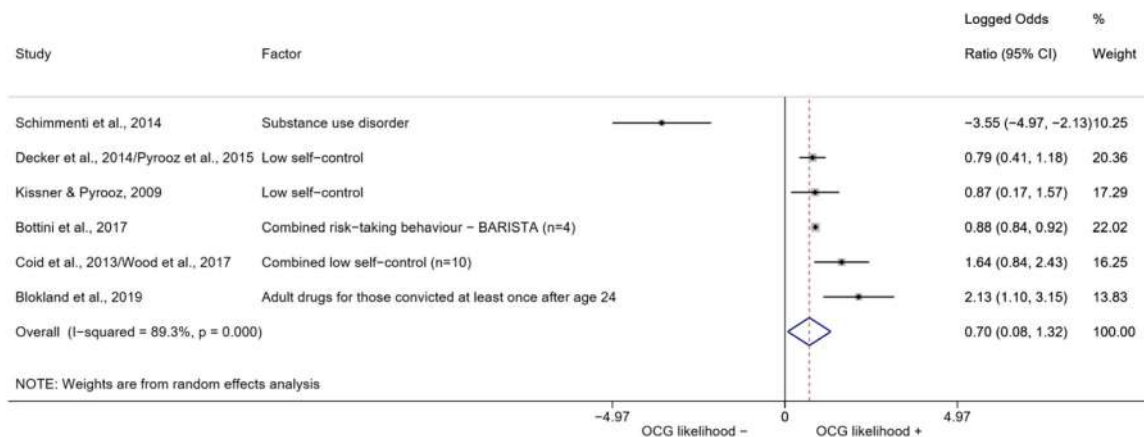 Logged Odds %
Study Factor Ratio (95% CI) Weight
Schimmenti et al., 2014 Substance use disorder −3.55 (−4.97, −2.13) 10.25
Decker et al., 2014/Pyrooz et al., 2015 Low self−control 0.79 (0.41, 1.18) 20.36
Kissner & Pyrooz, 2009 Low self−control 0.87 (0.17, 1.57) 17.29
Bottini et al., 2017 Combined risk−taking behaviour − BARISTA (n=4) 0.88 (0.84, 0.92) 22.02
Coid et al., 2013/Wood et al., 2017 Combined low self−control (n=10) 1.64 (0.84, 2.43) 16.25
Blokland et al., 2019 Adult drugs for those convicted at least once after age 24 2.13 (1.10, 3.15) 13.83
Overall (I−squared = 89.3%, p = 0.000) 0.70 (0.08, 1.32) 100.00
NOTE: Weights are from random effects analysis
−4.97 0 4.97
OCG likelihood − OCG likelihood +